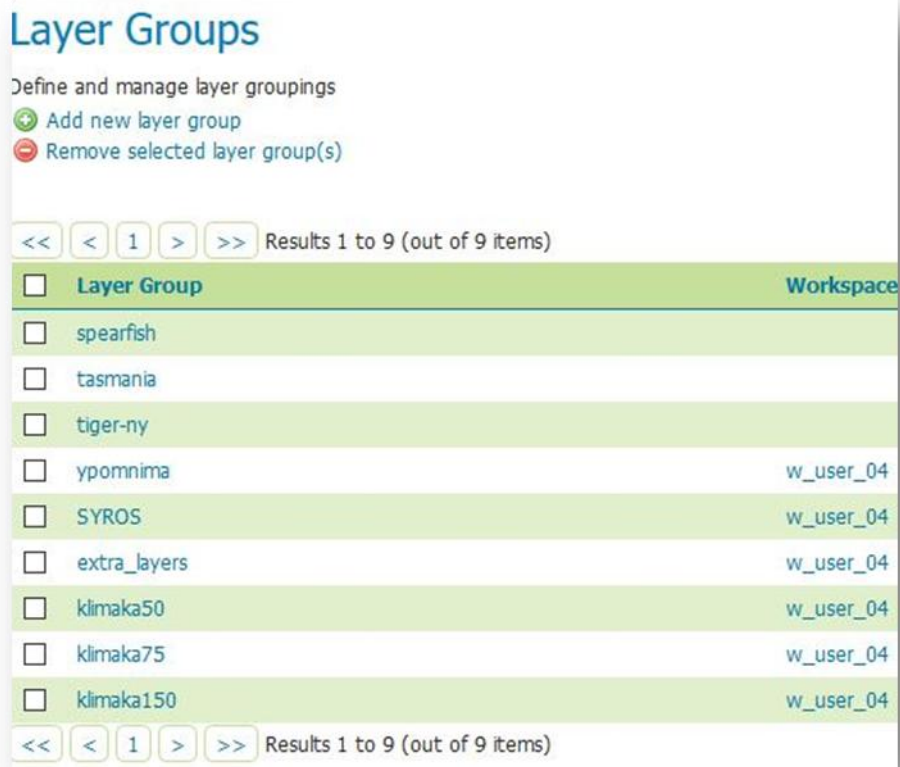 Layer Groups
Define and manage layer groupings
Add new layer group
Remove selected layer group(s)
<< < 1 > >> Results 1 to 9 (out of 9 items)
Layer Group Workspace
spearfish
tasmania
tiger-ny
ypomnima w_user_04
SYROS w_user_04
extra_layers w_user_04
klimaka50 w_user_04
klimaka75 w_user_04
klimaka150 w_user_04
<< < 1 > >> Results 1 to 9 (out of 9 items)